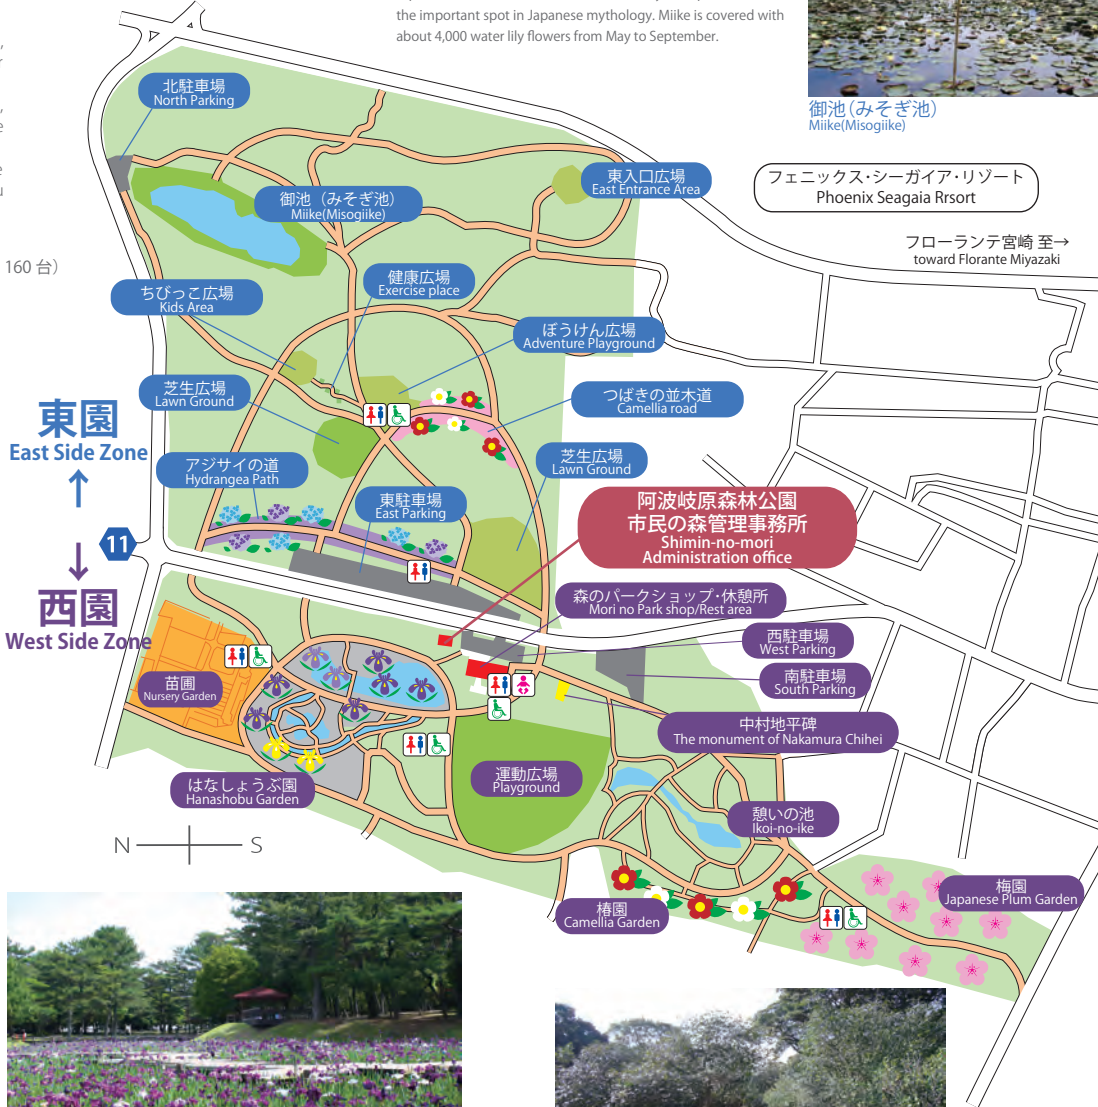 the important spot in Japanese mythology. Miike is covered with
about 4,000 water lily flowers from May to September.
御池（みそぎ池）
Miike(Misogiike)
北駐車場
North Parking
東入口広場
East Entrance Area
フェニックス・シーガイア・リゾート
Phoenix Seagaia Rrsort
御池（みそぎ池）
Miike(Misogiike)
フローランテ宮崎 至→
toward Florante Miyazaki
160 台）
健康広場
Exercise place
ちびっこ広場
Kids Area
ぼうけん広場
Adventure Playground
芝生広場
Lawn Ground
つばきの並木道
Camellia road
東園
East Side Zone
アジサイの道
Hydrangea Path
芝生広場
Lawn Ground
東駐車場
East Parking
阿波岐原森林公園
市民の森管理事務所
Shimin-no-mori
Administration office
11
西園
West Side Zone
森のパークショップ・休憩所
Mori no Park shop/Rest area
西駐車場
West Parking
苗圃
Nursery Garden
南駐車場
South Parking
中村地平碑
The monument of Nakamura Chihei
はなしょうぶ園
Hanashobu Garden
運動広場
Playground
憩いの池
Ikoi-no-ike
N
S
梅園
Japanese Plum Garden
椿園
Camellia Garden